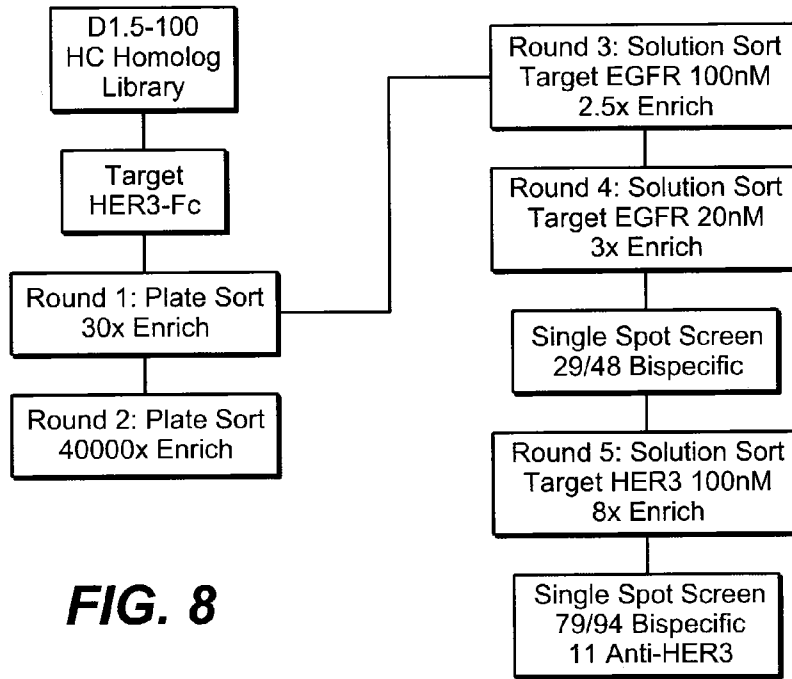 D1.5-100
HC Homolog
Library
Target
HER3-Fc
Round 1: Plate Sort
30x Enrich
Round 2: Plate Sort
40000x Enrich
Round 3: Solution Sort
Target EGFR 100nM
2.5x Enrich
Round 4: Solution Sort
Target EGFR 20nM
3x Enrich
Single Spot Screen
29/48 Bispecific
Round 5: Solution Sort
Target HER3 100nM
8x Enrich
Single Spot Screen
79/94 Bispecific
11 Anti-HER3
FIG. 8